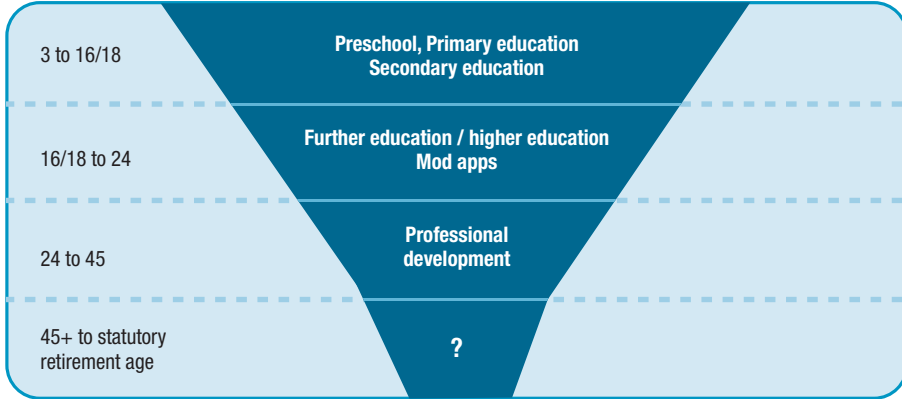 3 to 16/18
Preschool, Primary education
Secondary education
16/18 to 24
Further education / higher education
Mod apps
24 to 45
Professional
development
45+ to statutory
retirement age
?